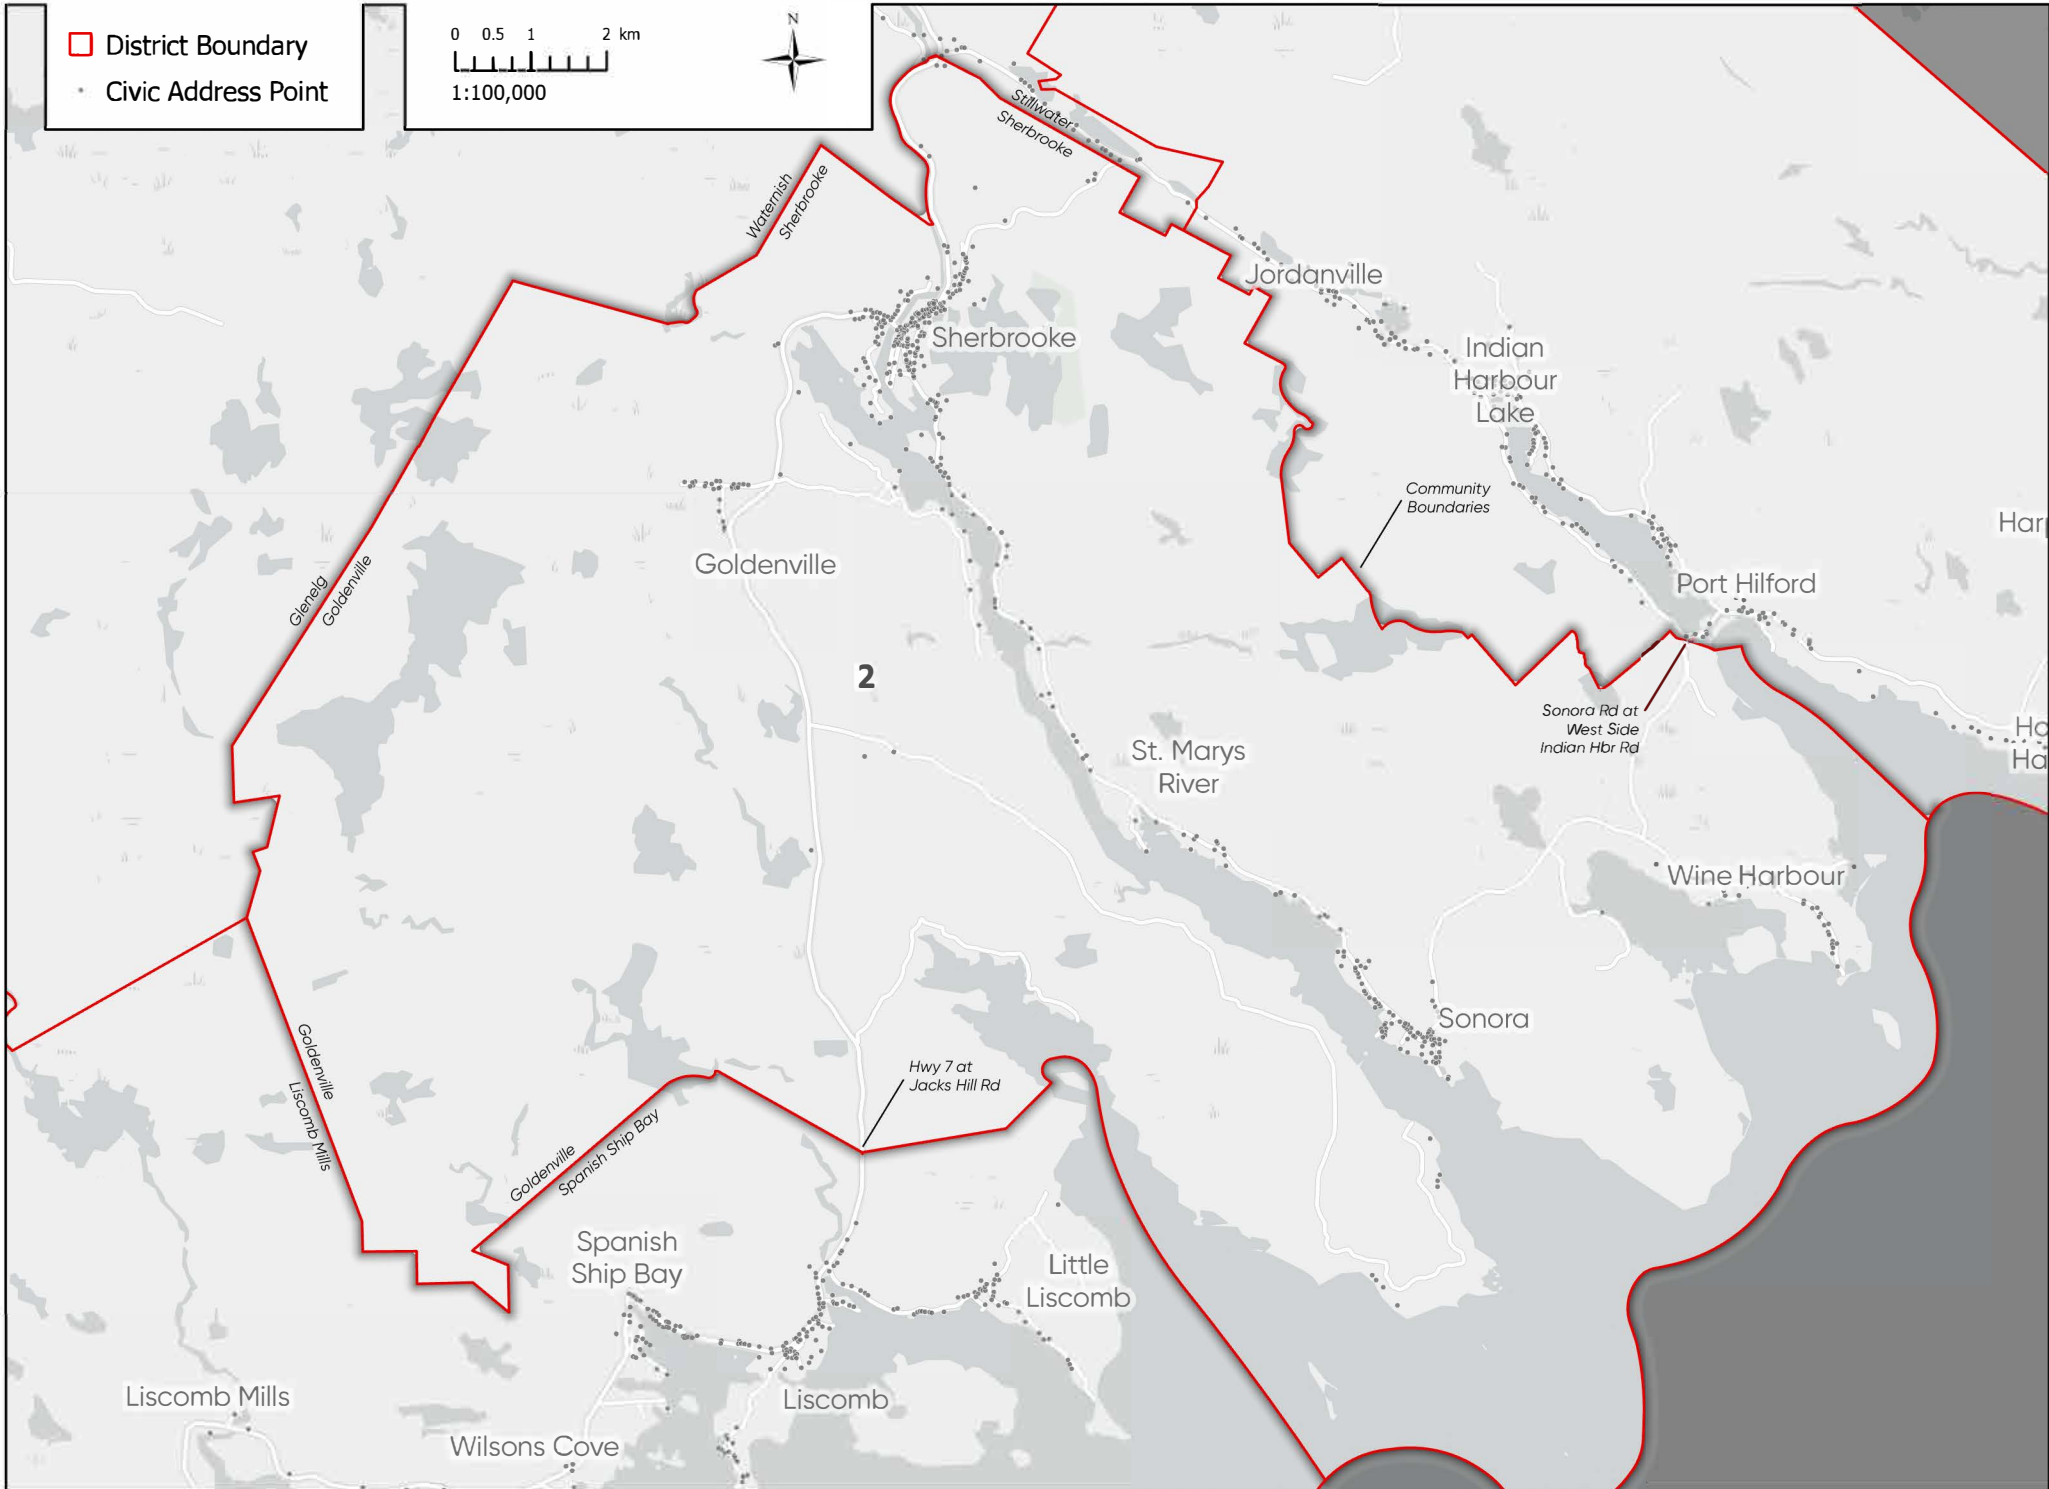 District Boundary
Civic Address Point
0 0.5 1 2 km
1:100,000
N
Stillwater
Sherbrooke
Waternish
Sherbrooke
Jordanville
Sherbrooke
Indian
Harbour
Lake
Community
Boundaries
Goldenville
Port Hilford
Glenelg
Goldenville
2
Sonora Rd at
West Side
Indian Hbr Rd
St. Marys
River
Wine Harbour
Sonora
Goldenville
Liscomb Mills
Hwy 7 at
Jacks Hill Rd
Goldenville
Spanish Ship Bay
Spanish
Ship Bay
Little
Liscomb
Liscomb Mills
Liscomb
Wilsons Cove